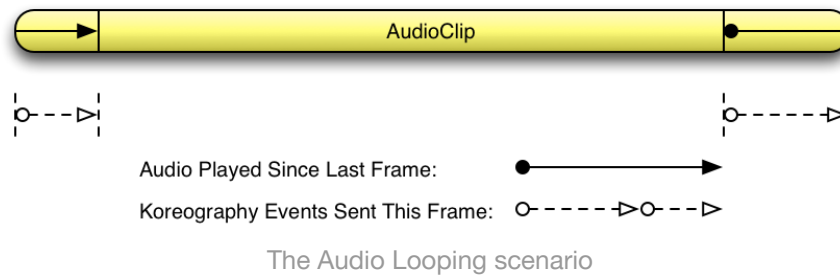 AudioClip
Audio Played Since Last Frame:
Koreography Events Sent This Frame:
The Audio Looping scenario